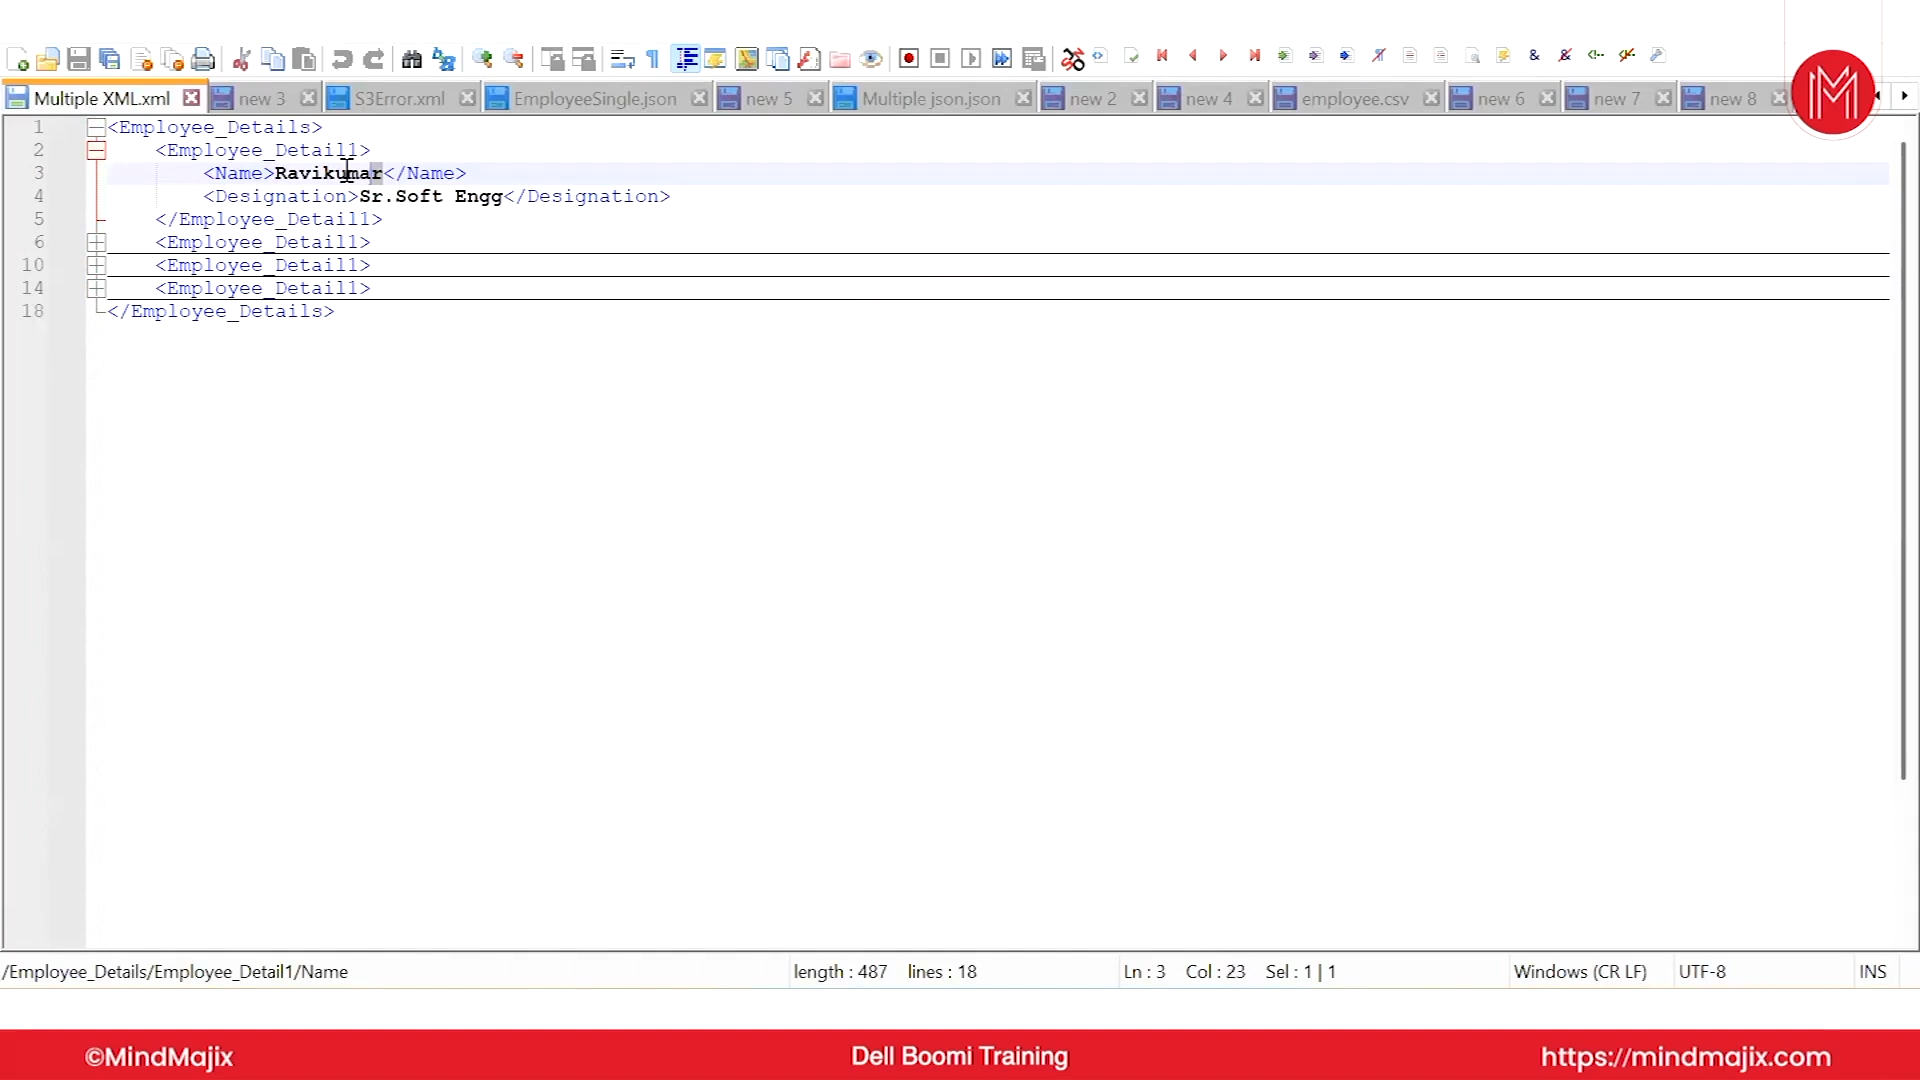 Multiple XML.xml new 3 S3Error.xml EmployeeSingle.json new 5 Multiple json.json new 2 new 4 employee.csv new 6 new 7 new 8
1 <Employee_Details>
2 <Employee_Detail1>
3 <Name>Ravikumar</Name>
4 <Designation>Sr.Soft Engg</Designation>
5 </Employee_Detail1>
6 <Employee_Detail1>
10 <Employee_Detail1>
14 <Employee_Detail1>
18 </Employee_Details>
/Employee_Details/Employee_Detail1/Name length : 487 lines : 18 Ln : 3 Col : 23 Sel : 1 | 1 Windows (CR LF) UTF-8 INS
©MindMajix Dell Boomi Training https://mindmajix.com